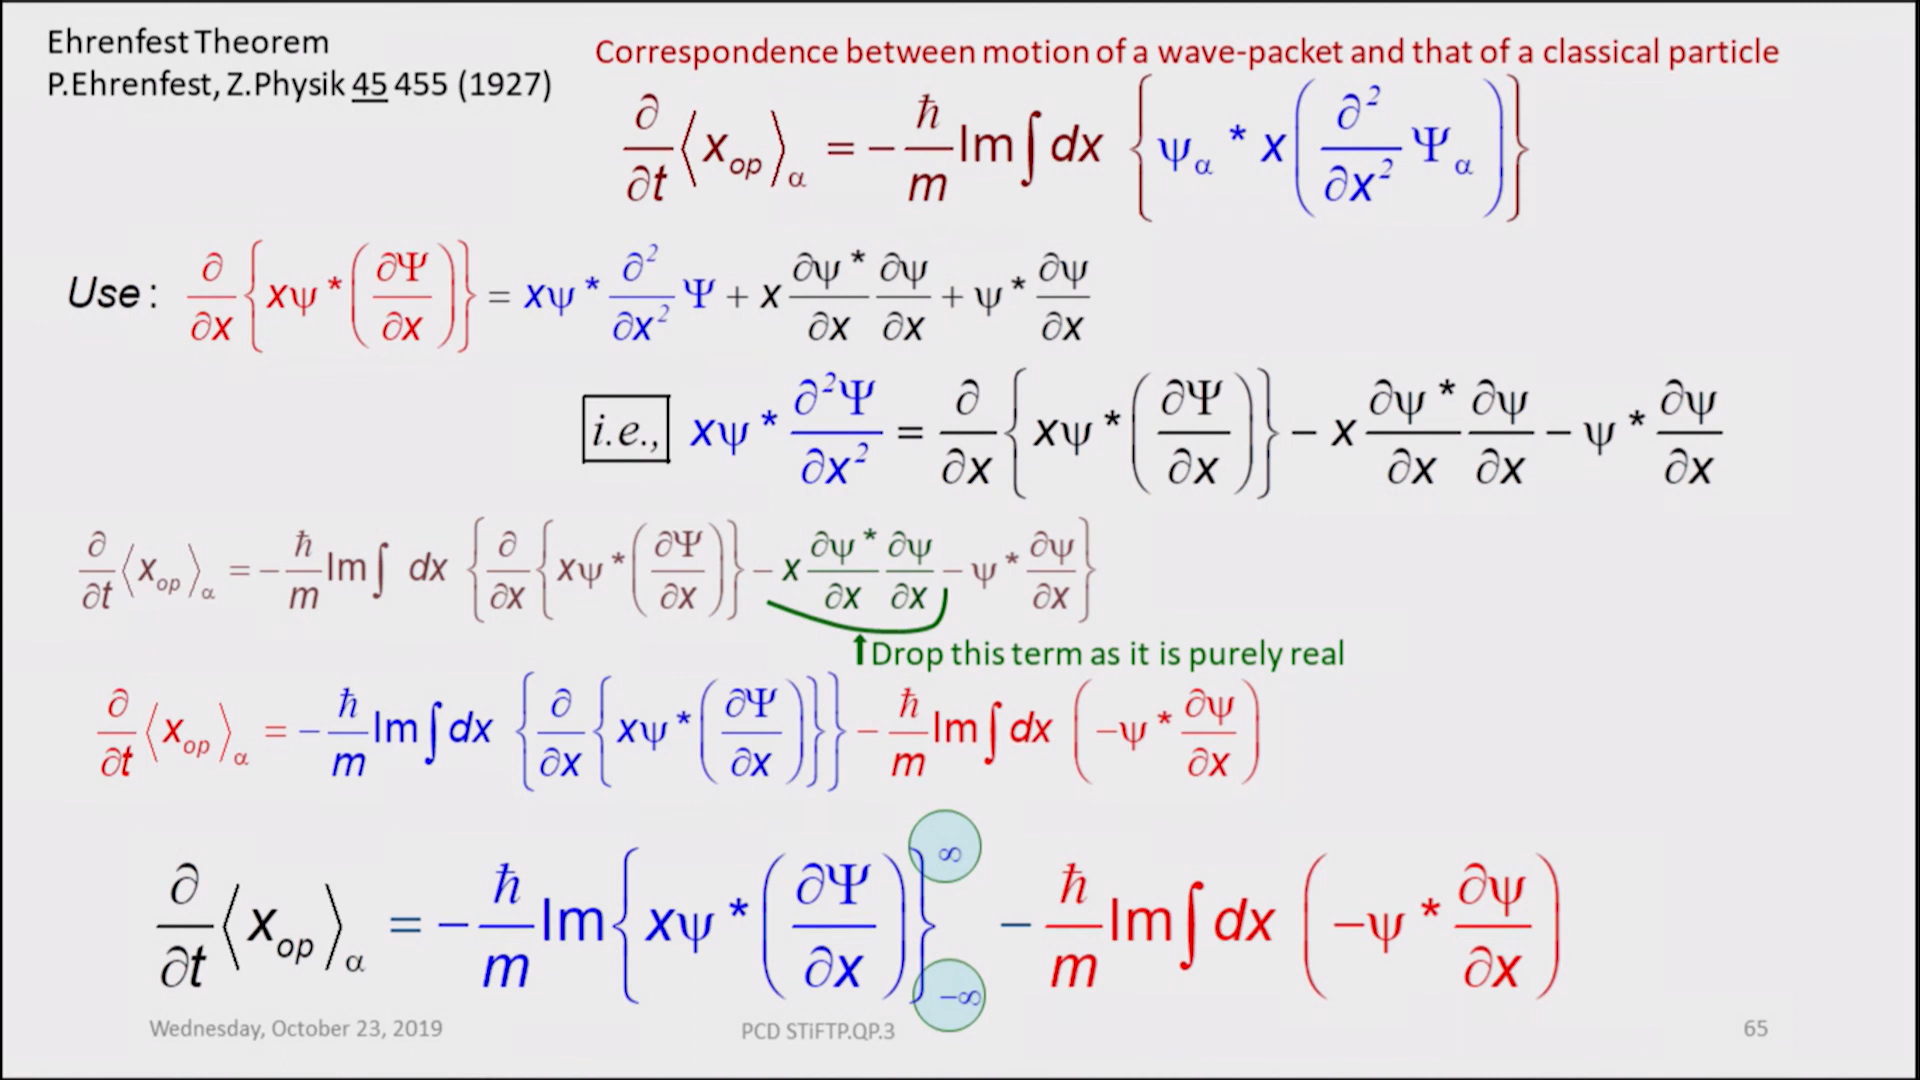 Ehrenfest Theorem
P.Ehrenfest, Z.Physik 45 455 (1927)
Correspondence between motion of a wave-packet and that of a classical particle
∂/∂t ⟨x_op⟩_α = − ħ/m Im ∫ dx { ψ_α * x ( ∂²/∂x² Ψ_α ) }
Use : ∂/∂x { xψ * ( ∂Ψ/∂x ) } = xψ * ∂²/∂x² Ψ + x ∂ψ*/∂x ∂ψ/∂x + ψ * ∂ψ/∂x
i.e., xψ * ∂²Ψ/∂x² = ∂/∂x { xψ * ( ∂Ψ/∂x ) } − x ∂ψ*/∂x ∂ψ/∂x − ψ * ∂ψ/∂x
∂/∂t ⟨x_op⟩_α = − ħ/m Im ∫ dx { ∂/∂x { xψ * ( ∂Ψ/∂x ) } − x ∂ψ*/∂x ∂ψ/∂x − ψ * ∂ψ/∂x }
↑Drop this term as it is purely real
∂/∂t ⟨x_op⟩_α = − ħ/m Im ∫ dx { ∂/∂x { xψ * ( ∂Ψ/∂x ) } } − ħ/m Im ∫ dx ( −ψ * ∂ψ/∂x )
∂/∂t ⟨x_op⟩_α = − ħ/m Im { xψ * ( ∂Ψ/∂x ) }_{−∞}^{∞} − ħ/m Im ∫ dx ( −ψ * ∂ψ/∂x )
Wednesday, October 23, 2019
PCD STiFTP.QP.3
65